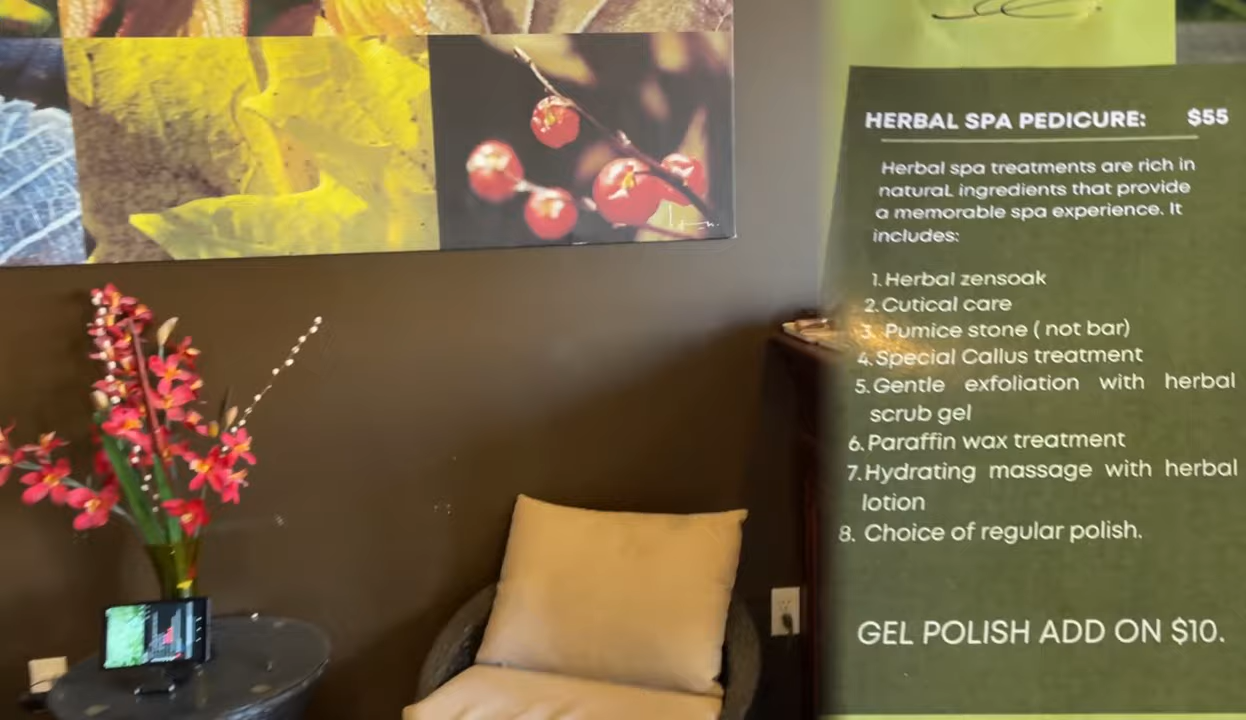 HERBAL SPA PEDICURE: $55
Herbal spa treatments are rich in
natural ingredients that provide
a memorable spa experience. It
includes:
1. Herbal zensoak
2. Cutical care
3. Pumice stone ( not bar)
4. Special Callus treatment
5. Gentle exfoliation with herbal
scrub gel
6. Paraffin wax treatment
7. Hydrating massage with herbal
lotion
8. Choice of regular polish.
GEL POLISH ADD ON $10.